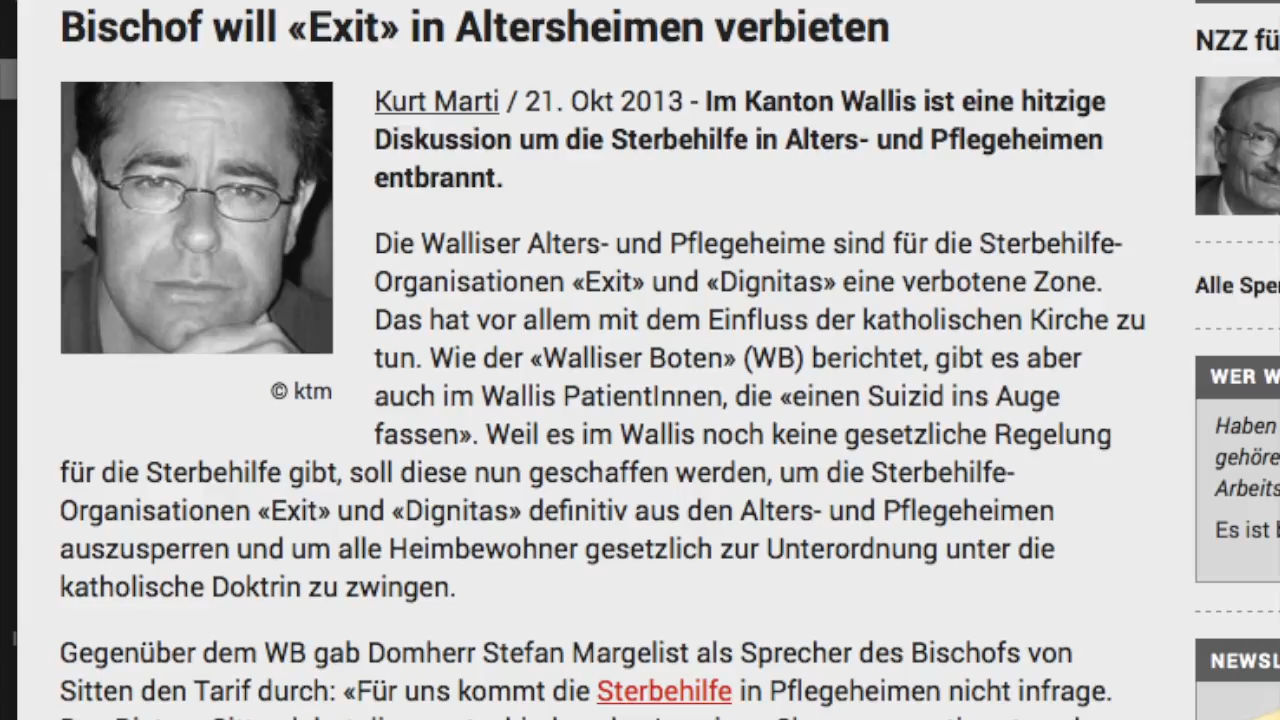 Bischof will «Exit» in Altersheimen verbieten
Kurt Marti / 21. Okt 2013 - Im Kanton Wallis ist eine hitzige
Diskussion um die Sterbehilfe in Alters- und Pflegeheimen
entbrannt.
Die Walliser Alters- und Pflegeheime sind für die Sterbehilfe-
Organisationen «Exit» und «Dignitas» eine verbotene Zone.
Das hat vor allem mit dem Einfluss der katholischen Kirche zu
tun. Wie der «Walliser Boten» (WB) berichtet, gibt es aber
auch im Wallis PatientInnen, die «einen Suizid ins Auge
fassen». Weil es im Wallis noch keine gesetzliche Regelung
für die Sterbehilfe gibt, soll diese nun geschaffen werden, um die Sterbehilfe-
Organisationen «Exit» und «Dignitas» definitiv aus den Alters- und Pflegeheimen
auszusperren und um alle Heimbewohner gesetzlich zur Unterordnung unter die
katholische Doktrin zu zwingen.
Gegenüber dem WB gab Domherr Stefan Margelist als Sprecher des Bischofs von
Sitten den Tarif durch: «Für uns kommt die Sterbehilfe in Pflegeheimen nicht infrage.
© ktm
NZZ fü
Alle Spe
WER W
Haben
gehöre
Arbeits
Es ist b
NEWSL